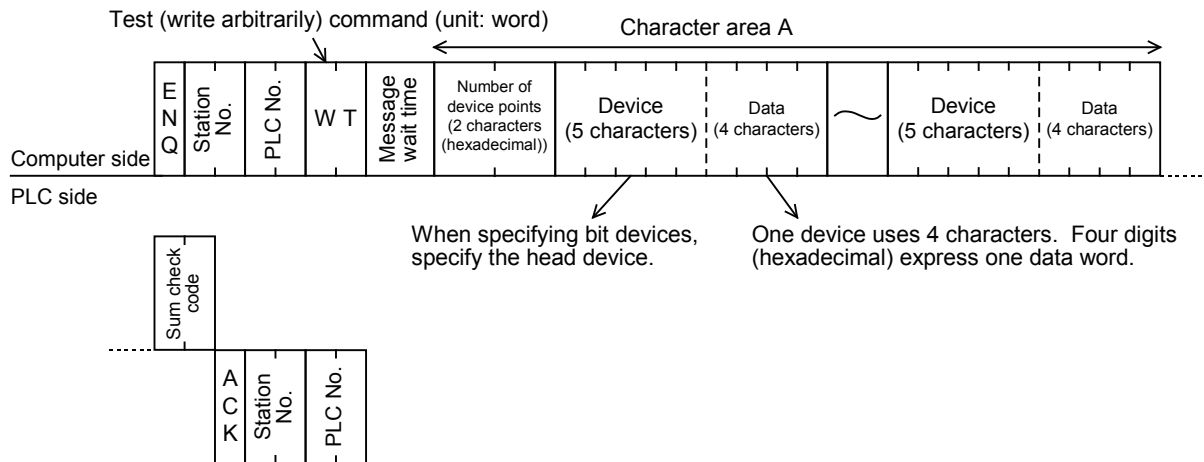 Test (write arbitrarily) command (unit: word)
Character area A
E
N
Q
Station
No.
PLC No.
W T
Message
wait time
Number of
device points
(2 characters
(hexadecimal))
Device
(5 characters)
Data
(4 characters)
Device
(5 characters)
Data
(4 characters)
Computer side
PLC side
When specifying bit devices,
specify the head device.
One device uses 4 characters.  Four digits
(hexadecimal) express one data word.
Sum check
code
A
C
K
Station
No.
PLC No.